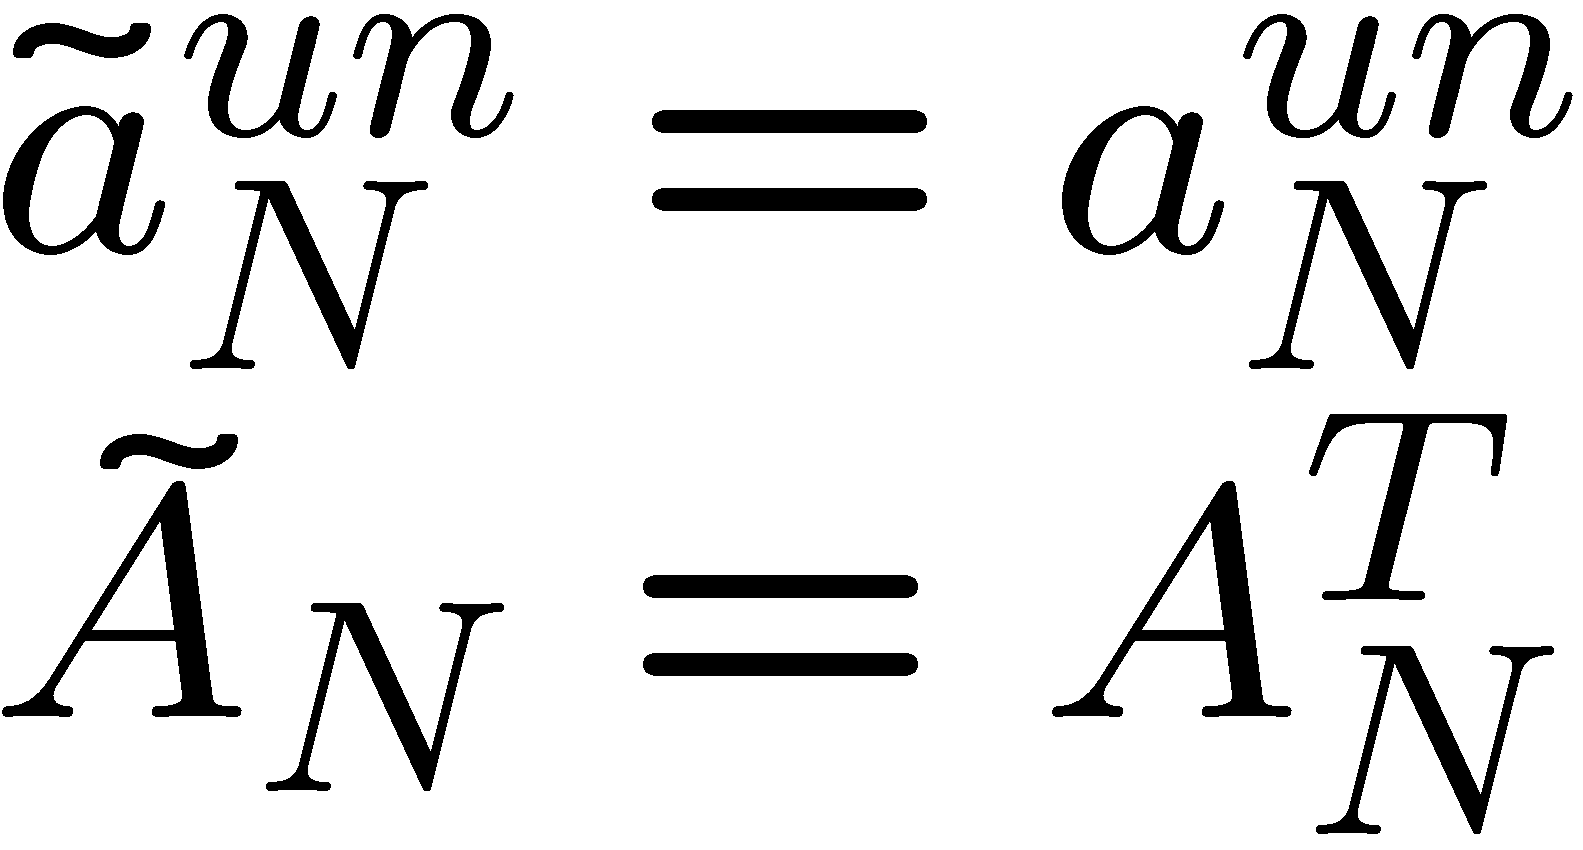 ã_N^{un} = a_N^{un}
Ã_N = A_N^T